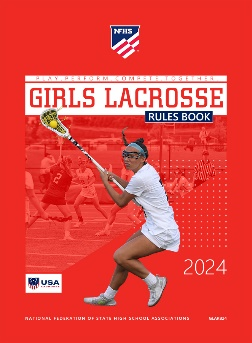 NFHS
PLAY. PERFORM. COMPETE. TOGETHER.
GIRLS LACROSSE
RULES BOOK
2024
USA
NATIONAL FEDERATION OF STATE HIGH SCHOOL ASSOCIATIONS